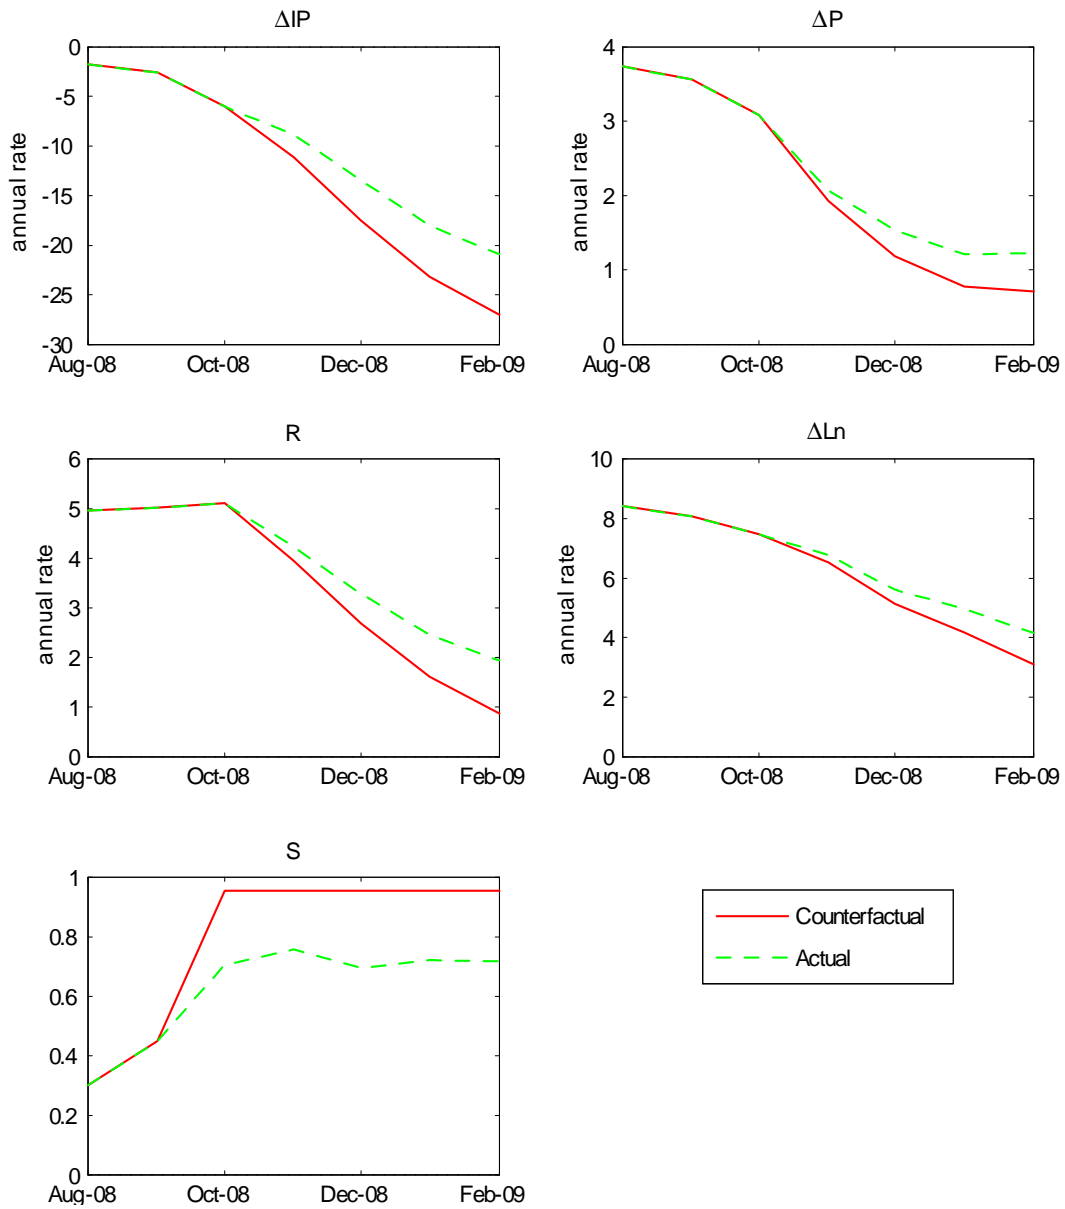 ΔIP
0
-5
-10
-15
-20
-25
-30
annual rate
Aug-08 Oct-08 Dec-08 Feb-09
ΔP
4
3
2
1
0
annual rate
Aug-08 Oct-08 Dec-08 Feb-09
R
6
5
4
3
2
1
0
annual rate
Aug-08 Oct-08 Dec-08 Feb-09
ΔLn
10
8
6
4
2
0
annual rate
Aug-08 Oct-08 Dec-08 Feb-09
S
1
0.8
0.6
0.4
0.2
0
Aug-08 Oct-08 Dec-08 Feb-09
Counterfactual
Actual